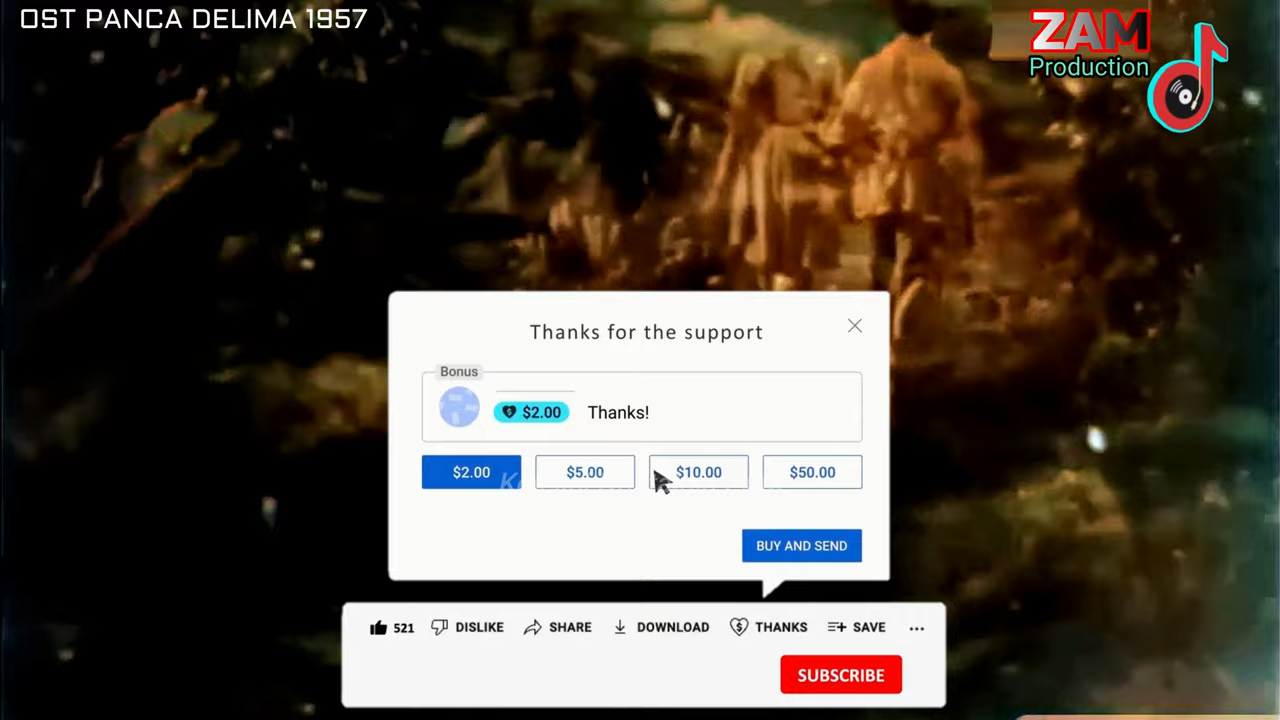 OST PANCA DELIMA 1957
ZAM
Production
Thanks for the support
Bonus
$2.00 Thanks!
$2.00 $5.00 $10.00 $50.00
BUY AND SEND
521 DISLIKE SHARE DOWNLOAD THANKS SAVE
SUBSCRIBE